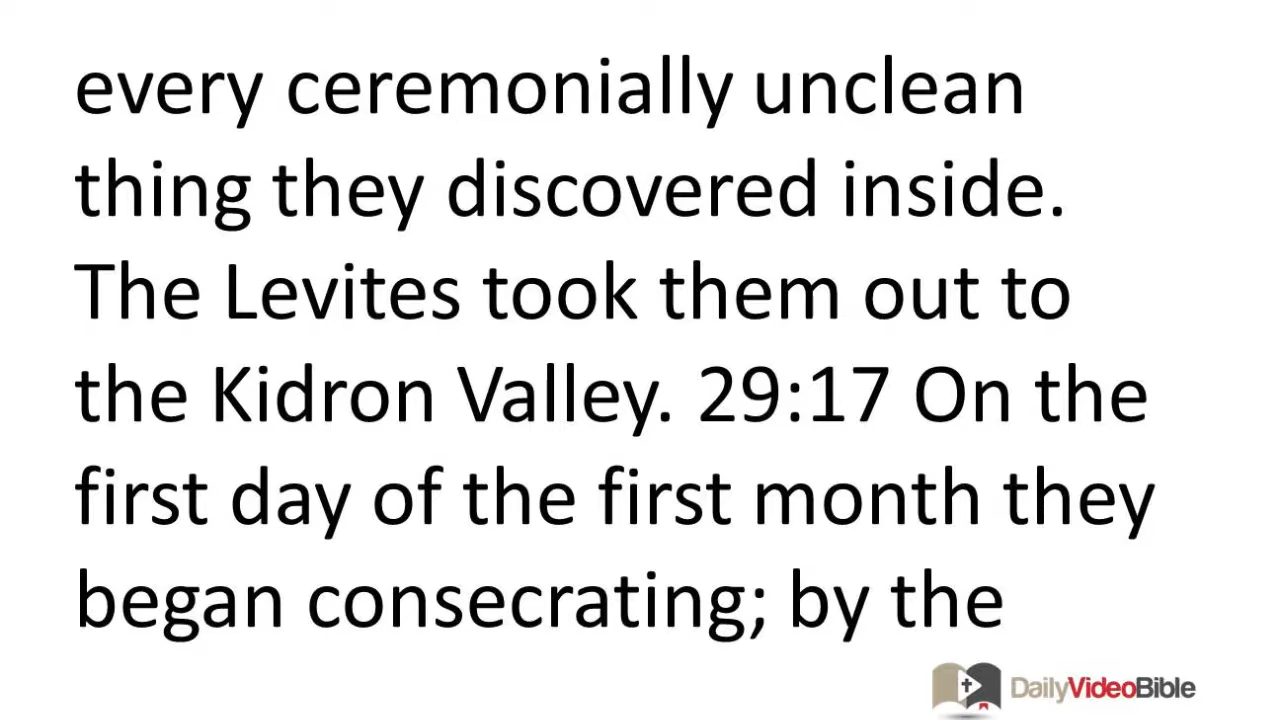 every ceremonially unclean
thing they discovered inside.
The Levites took them out to
the Kidron Valley. 29:17 On the
first day of the first month they
began consecrating; by the
DailyVideoBible